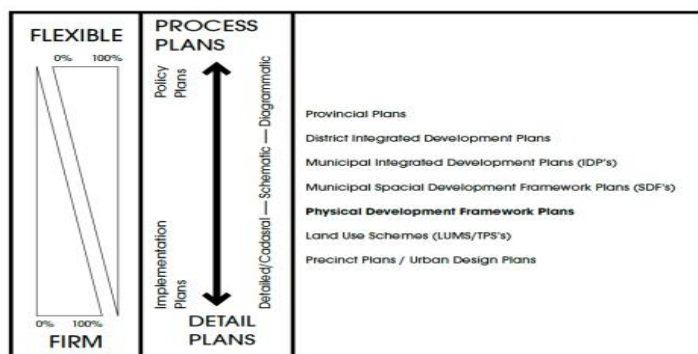 FLEXIBLE
0% 100%
0% 100%
FIRM
PROCESS
PLANS
Policy
Plans
Implementation
Plans
Detailed/Cadasral — Schematic — Diagrammatic
DETAIL
PLANS
Provincial Plans
District Integrated Development Plans
Municipal Integrated Development Plans (IDP's)
Municipal Spacial Development Framework Plans (SDF's)
Physical Development Framework Plans
Land Use Schemes (LUMS/TPS's)
Precinct Plans / Urban Design Plans